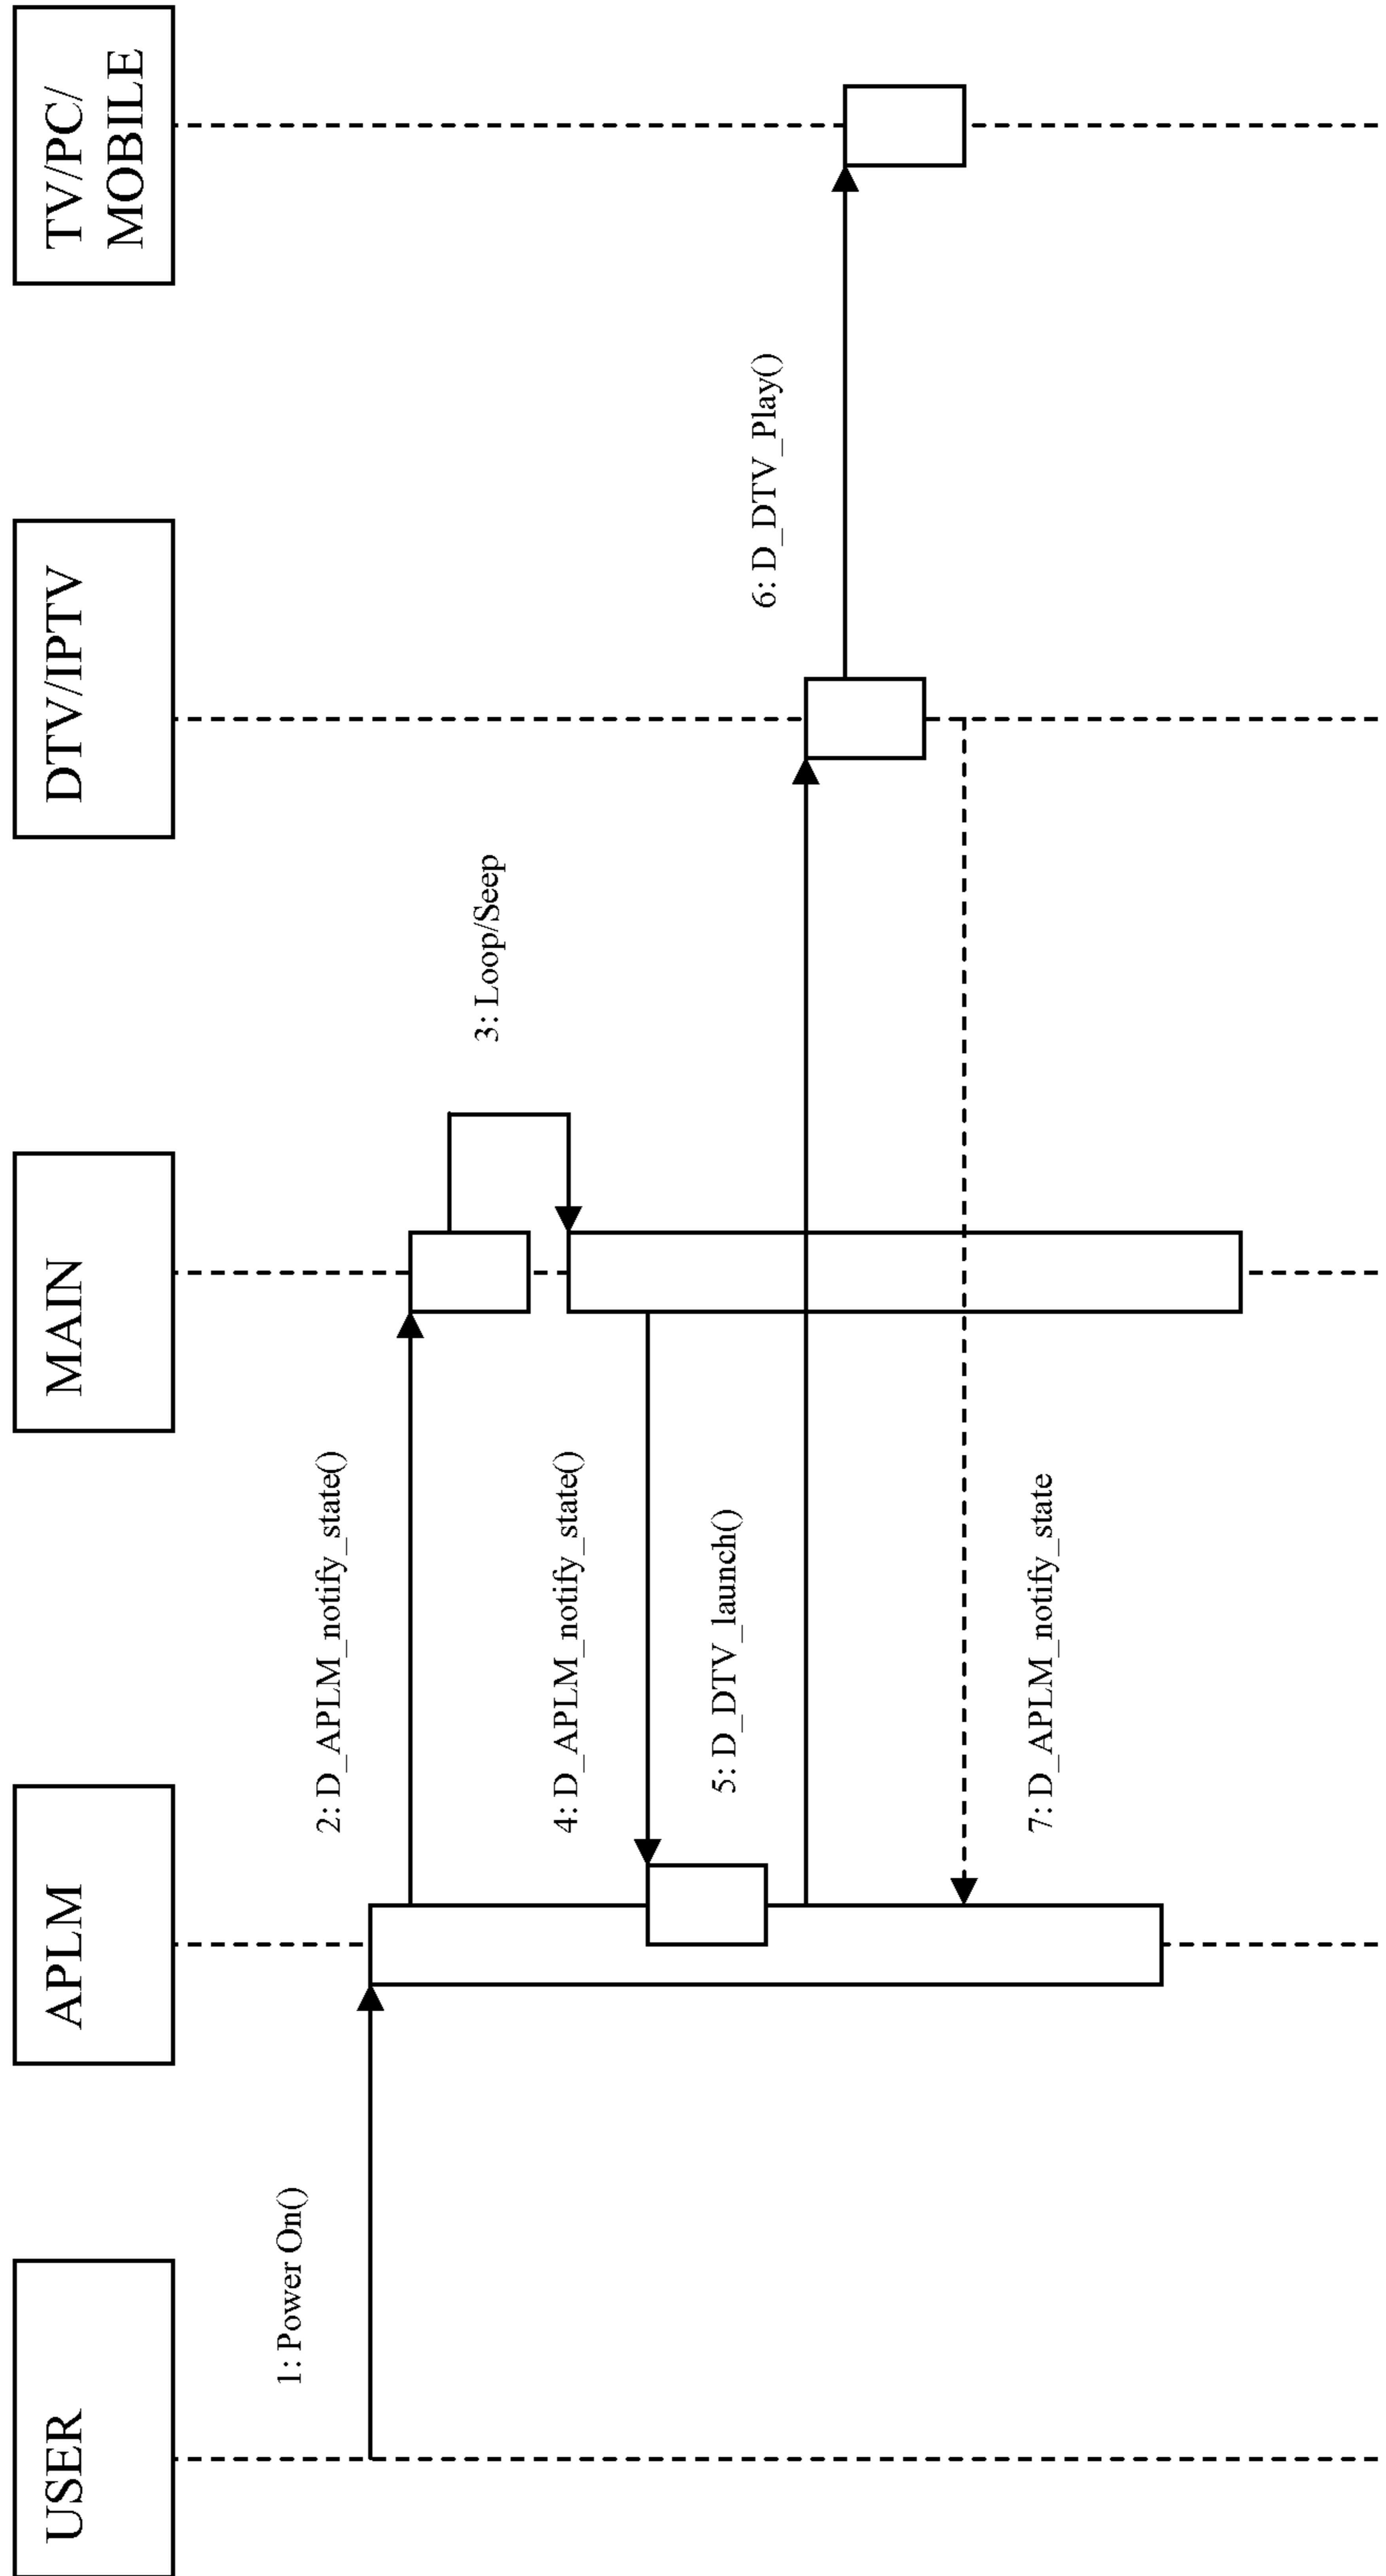 USER
APLM
MAIN
DTV/IPTV
TV/PC/
MOBILE
1: Power On()
2: D_APLM_notify_state()
3: Loop/Seep
4: D_APLM_notify_state()
5: D_DTV_launch()
6: D_DTV_Play()
7: D_APLM_notify_state